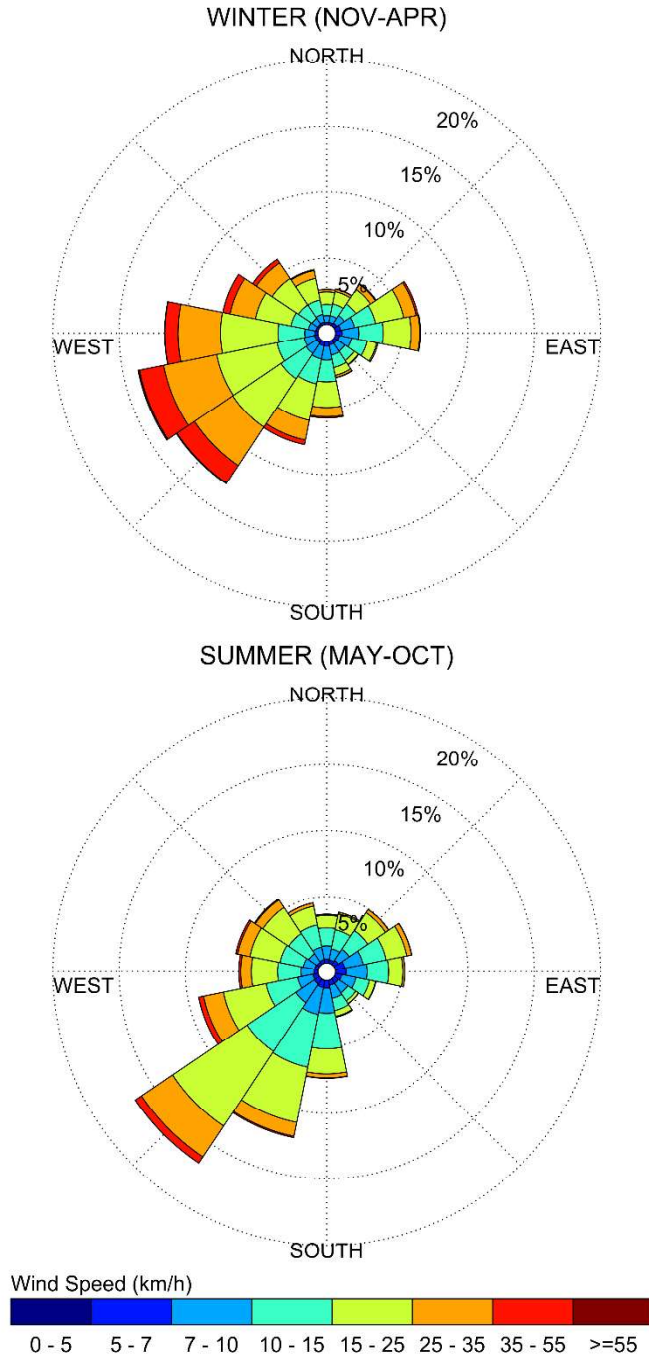 WINTER (NOV-APR)
NORTH
20%
15%
10%
5%
WEST
EAST
SOUTH
SUMMER (MAY-OCT)
NORTH
20%
15%
10%
5%
WEST
EAST
SOUTH
Wind Speed (km/h)
0 - 5 5 - 7 7 - 10 10 - 15 15 - 25 25 - 35 35 - 55 >=55